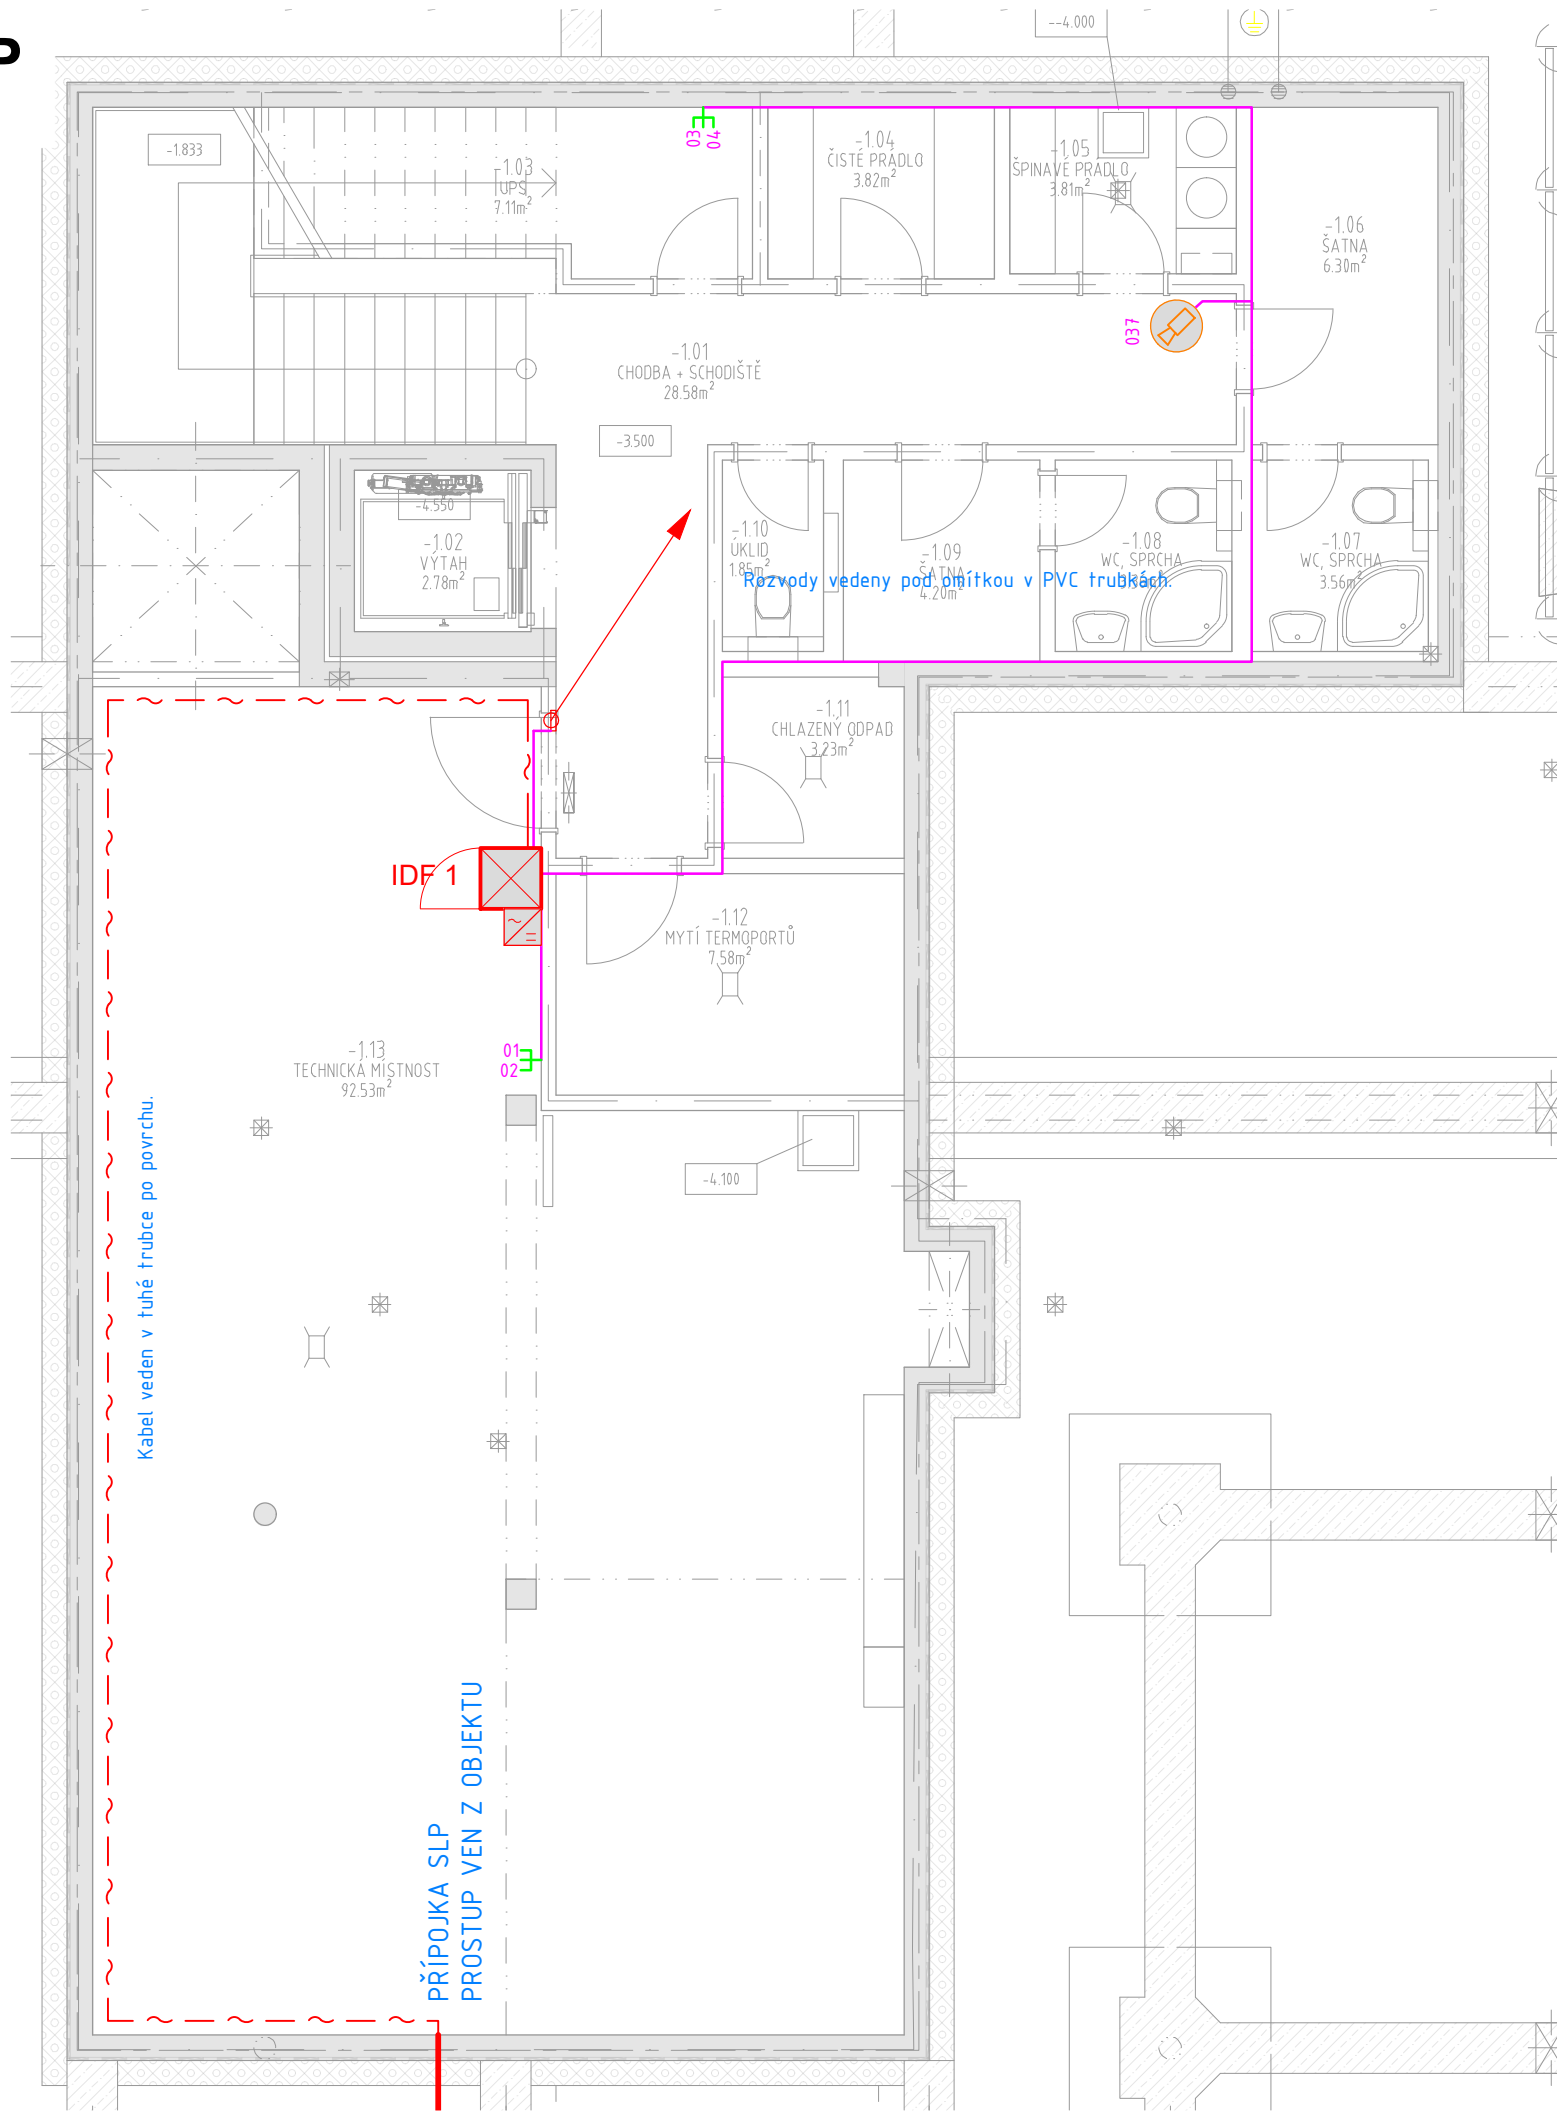 P
--4.000
-1.833
-1.03
UPS
7.11m²
03
04
-1.04
ČISTÉ PRÁDLO
3.82m²
-1.05
ŠPINAVÉ PRÁDLO
3.81m²
-1.06
ŠATNA
6.30m²
037
-1.01
CHODBA + SCHODIŠTĚ
28.58m²
-3.500
-4.550
-1.02
VÝTAH
2.78m²
-1.10
ÚKLID
1.85m²
-1.09
ŠATNA
4.20m²
-1.08
WC, SPRCHA
-1.07
WC, SPRCHA
3.56m²
Rozvody vedeny pod omítkou v PVC trubkách.
-1.11
CHLAZENÝ ODPAD
3.23m²
IDF 1
-1.12
MYTÍ TERMOPORTŮ
7.58m²
01
02
-1.13
TECHNICKÁ MÍSTNOST
92.53m²
Kabel veden v tuhé trubce po povrchu.
-4.100
PŘÍPOJKA SLP
PROSTUP VEN Z OBJEKTU